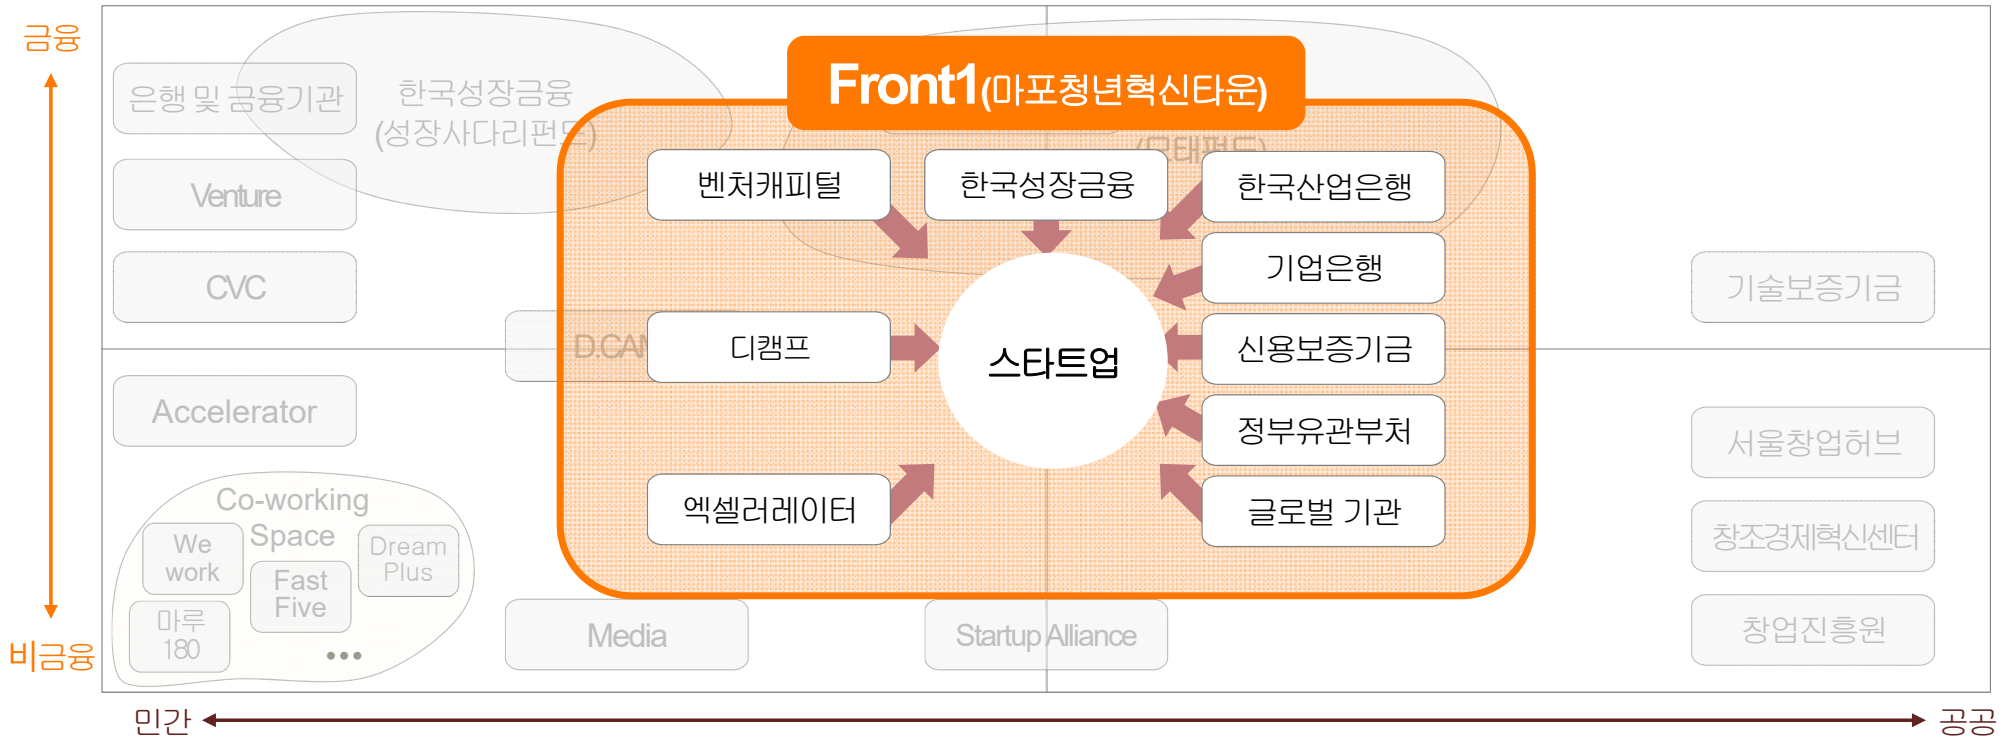 금융
은행 및 금융기관
한국성장금융
(성장사다리펀드)
Front1(마포청년혁신타운)
(모태펀드)
Venture
CVC
벤처캐피털
한국성장금융
한국산업은행
기업은행
기술보증기금
디캠프
스타트업
신용보증기금
Accelerator
정부유관부처
서울창업허브
엑셀러레이터
글로벌 기관
Co-working
Space
We
work
Fast
Five
Dream
Plus
마루
180
•••
창조경제혁신센터
Media
Startup Alliance
창업진흥원
비금융
민간
공공